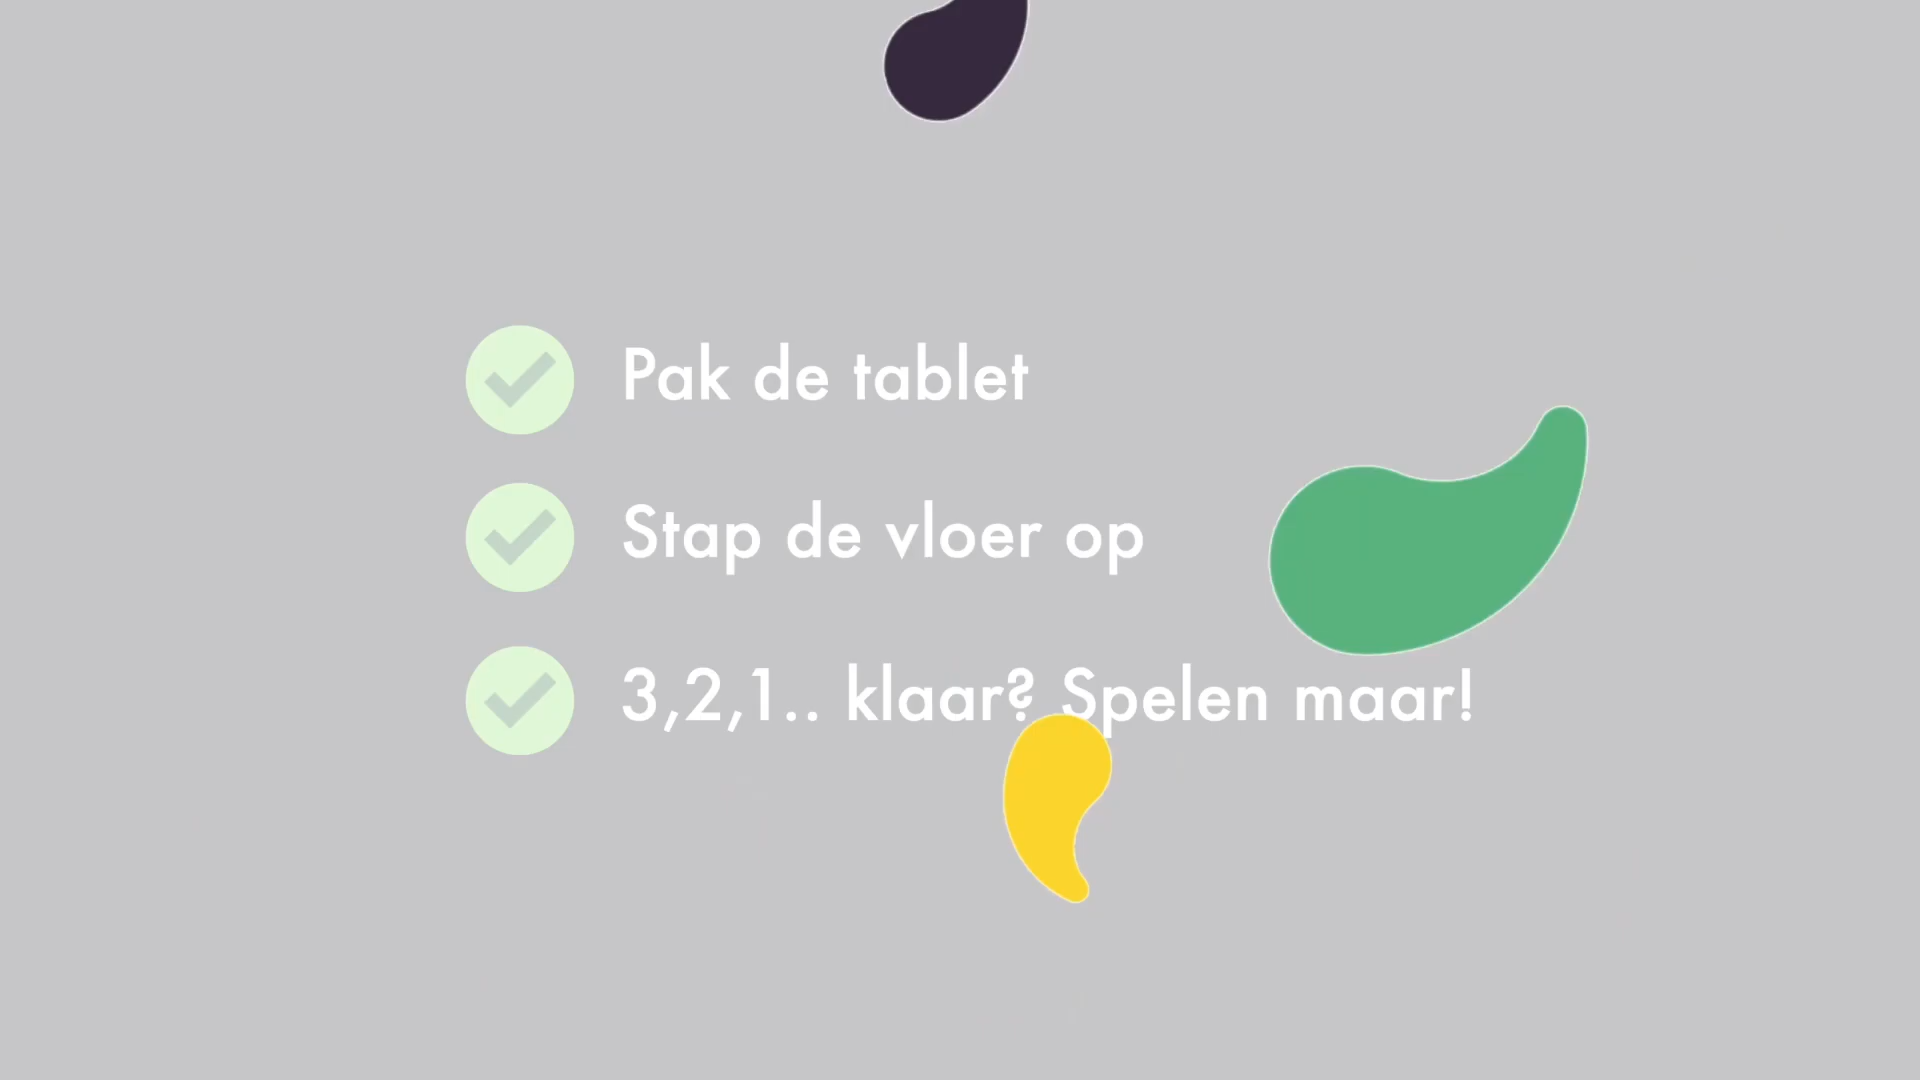 Pak de tablet
Stap de vloer op
3,2,1.. klaar? Spelen maar!